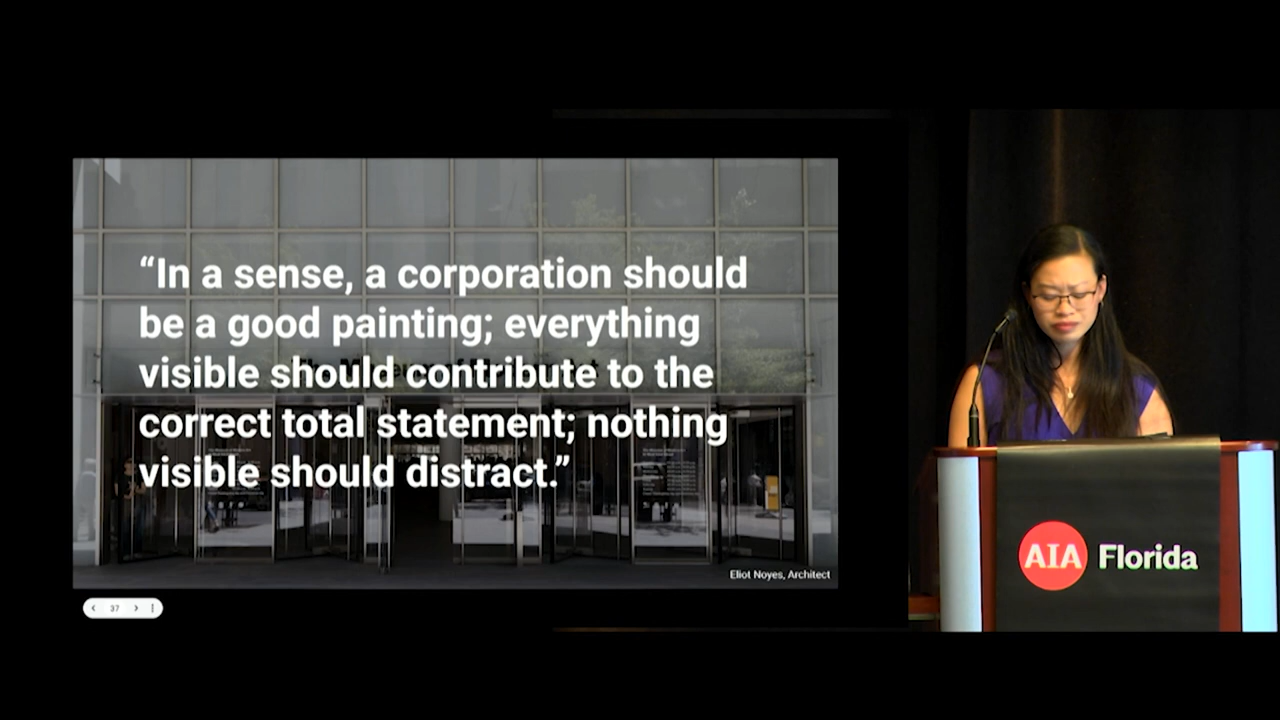 “In a sense, a corporation should
be a good painting; everything
visible should contribute to the
correct total statement; nothing
visible should distract.”
Eliot Noyes, Architect
37
AIA Florida